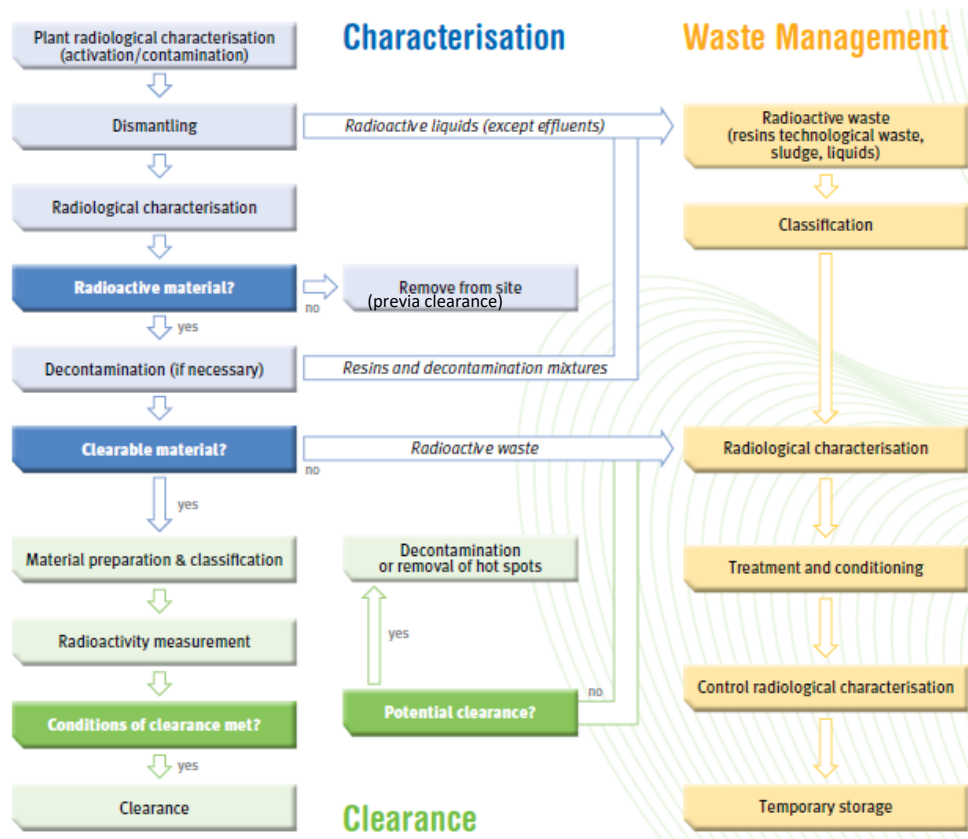 Characterisation
Waste Management
Plant radiological characterisation
(activation/contamination)
Dismantling
Radioactive liquids (except effluents)
Radioactive waste
(resins technological waste,
sludge, liquids)
Radiological characterisation
Classification
Radioactive material?
no
Remove from site
(previa clearance)
yes
Decontamination (if necessary)
Resins and decontamination mixtures
Clearable material?
no
Radioactive waste
Radiological characterisation
yes
Material preparation & classification
Decontamination
or removal of hot spots
Treatment and conditioning
Radioactivity measurement
yes
Conditions of clearance met?
Potential clearance?
no
Control radiological characterisation
yes
Clearance
Clearance
Temporary storage